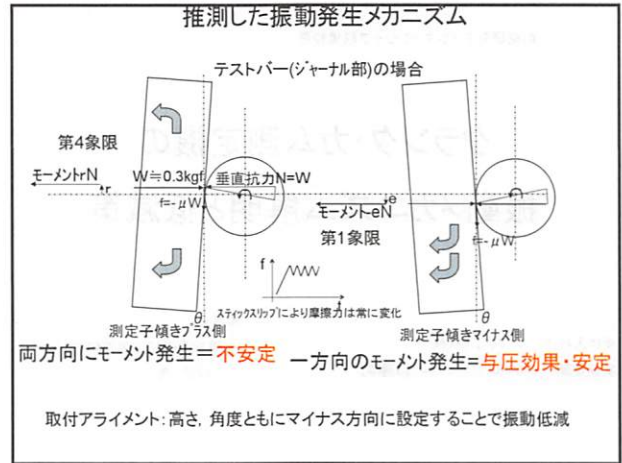 推測した振動発生メカニズム
テストバー(ジャーナル部)の場合
第4象限
モーメントrN
r
W≒0.3kgf
垂直抗力N=W
f=-μW
e
モーメント-eN
第1象限
f=-μW
f
t
スティックスリップにより摩擦力は常に変化
θ
θ
測定子傾きプラス側
測定子傾きマイナス側
両方向にモーメント発生=不安定
一方向のモーメント発生=与圧効果・安定
取付アライメント:高さ, 角度ともにマイナス方向に設定することで振動低減